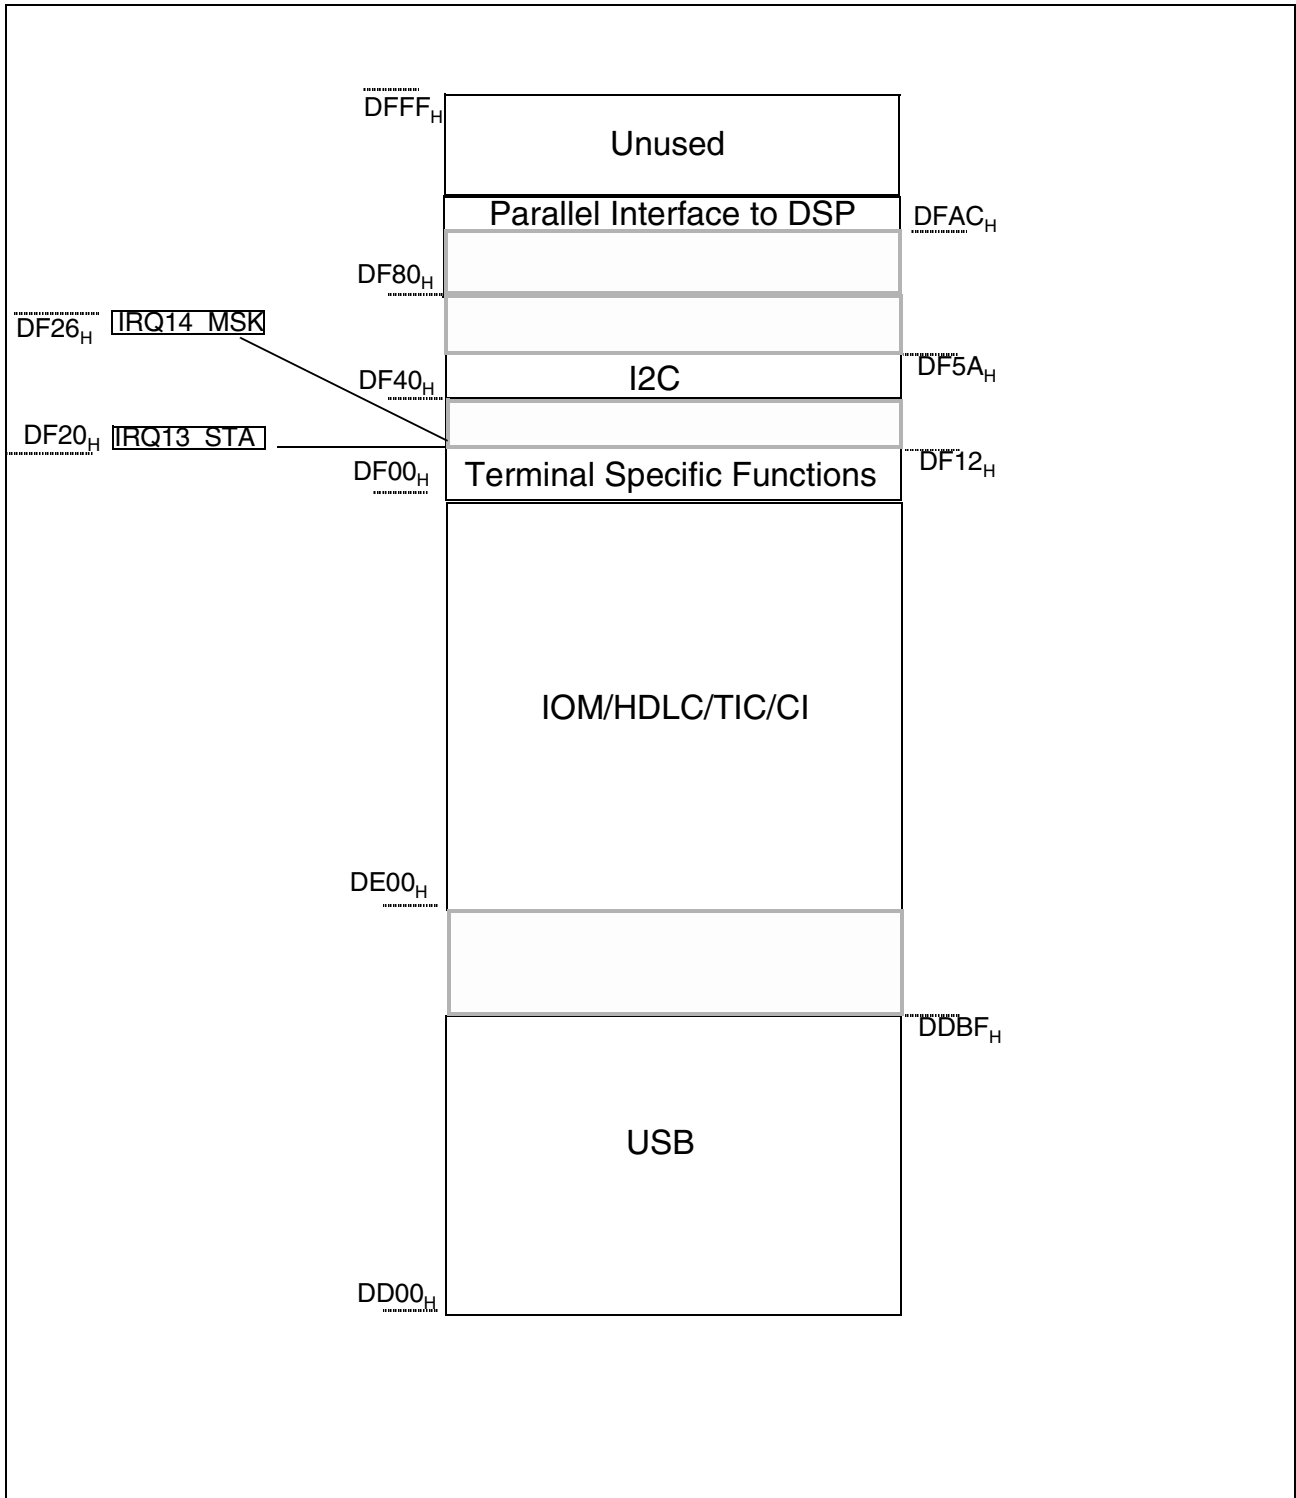 DFFFH
Unused
Parallel Interface to DSP
DFACH
DF80H
DF26H
IRQ14_MSK
DF5AH
DF40H
I2C
DF20H
IRQ13_STA
DF12H
DF00H
Terminal Specific Functions
IOM/HDLC/TIC/CI
DE00H
DDBFH
USB
DD00H